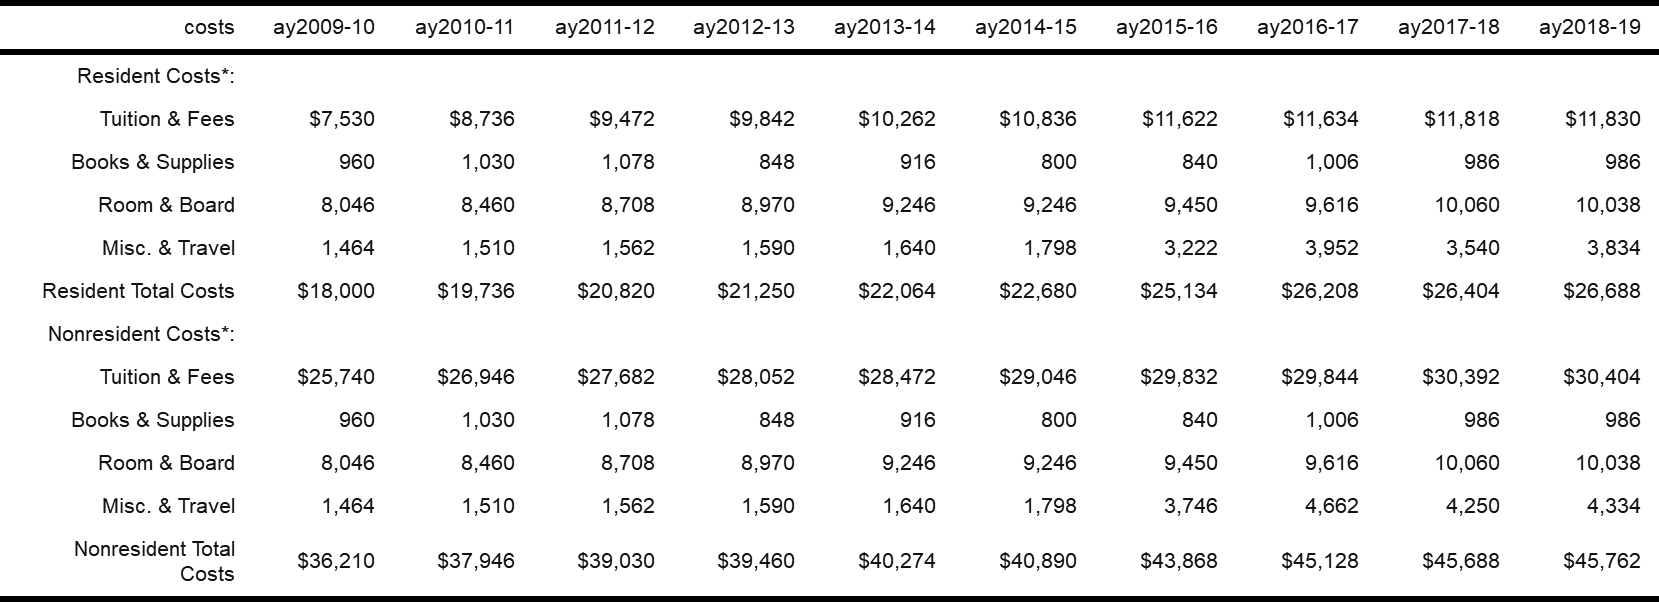 costs ay2009-10 ay2010-11 ay2011-12 ay2012-13 ay2013-14 ay2014-15 ay2015-16 ay2016-17 ay2017-18 ay2018-19
Resident Costs*:
Tuition & Fees $7,530 $8,736 $9,472 $9,842 $10,262 $10,836 $11,622 $11,634 $11,818 $11,830
Books & Supplies 960 1,030 1,078 848 916 800 840 1,006 986 986
Room & Board 8,046 8,460 8,708 8,970 9,246 9,246 9,450 9,616 10,060 10,038
Misc. & Travel 1,464 1,510 1,562 1,590 1,640 1,798 3,222 3,952 3,540 3,834
Resident Total Costs $18,000 $19,736 $20,820 $21,250 $22,064 $22,680 $25,134 $26,208 $26,404 $26,688
Nonresident Costs*:
Tuition & Fees $25,740 $26,946 $27,682 $28,052 $28,472 $29,046 $29,832 $29,844 $30,392 $30,404
Books & Supplies 960 1,030 1,078 848 916 800 840 1,006 986 986
Room & Board 8,046 8,460 8,708 8,970 9,246 9,246 9,450 9,616 10,060 10,038
Misc. & Travel 1,464 1,510 1,562 1,590 1,640 1,798 3,746 4,662 4,250 4,334
Nonresident Total
Costs $36,210 $37,946 $39,030 $39,460 $40,274 $40,890 $43,868 $45,128 $45,688 $45,762